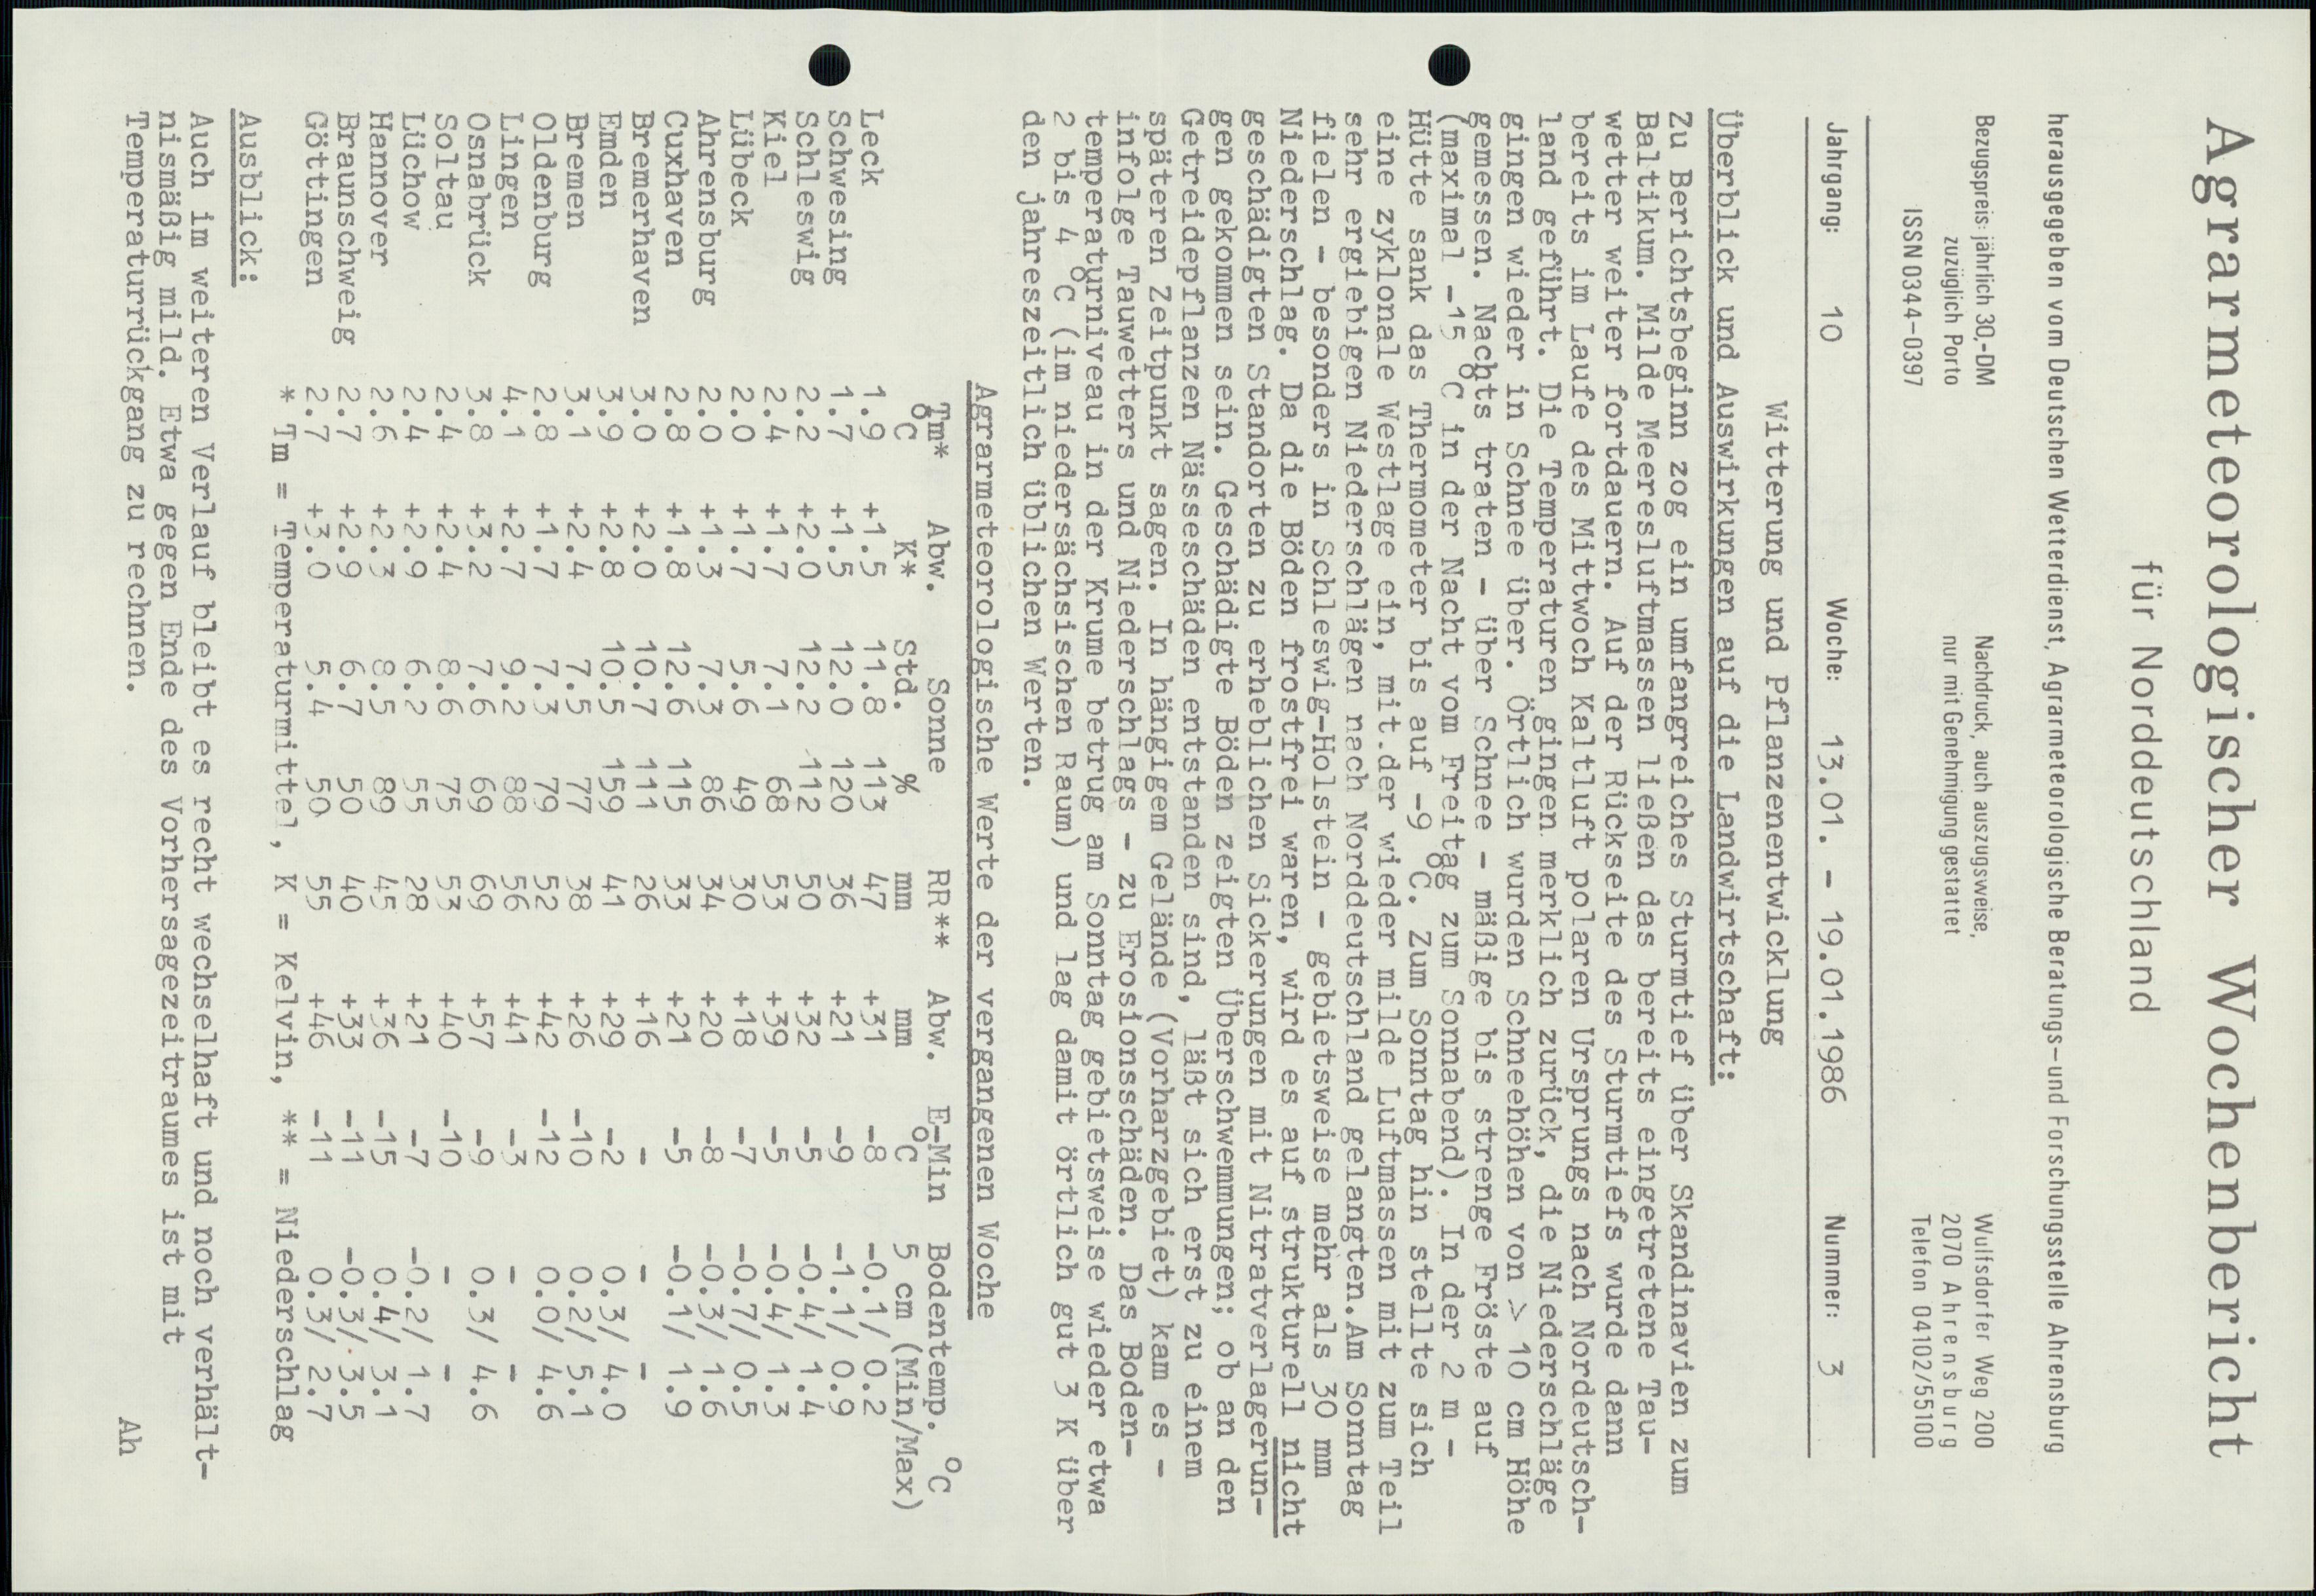 Agrarmeteorologischer Wochenbericht
für Norddeutschland
herausgegeben vom Deutschen Wetterdienst, Agrarmeteorologische Beratungs-und Forschungsstelle Ahrensburg
Bezugspreis: jährlich 30,-DM Nachdruck, auch auszugsweise, Wulfsdorfer Weg 200
zuzüglich Porto nur mit Genehmigung gestattet 2070 Ahrensburg
ISSN 0344-0397 Telefon 04102/55100
Jahrgang: 10 Woche: 13.01. - 19.01.1986 Nummer: 3
Witterung und Pflanzenentwicklung
Überblick und Auswirkungen auf die Landwirtschaft:
Zu Berichtsbeginn zog ein umfangreiches Sturmtief über Skandinavien zum
Baltikum. Milde Meeresluftmassen ließen das bereits eingetretene Tau-
wetter weiter fortdauern. Auf der Rückseite des Sturmtiefs wurde dann
bereits im Laufe des Mittwoch Kaltluft polaren Ursprungs nach Nordeutsch-
land geführt. Die Temperaturen gingen merklich zurück, die Niederschläge
gingen wieder in Schnee über. Örtlich wurden Schneehöhen von > 10 cm Höhe
gemessen. Nachts traten - über Schnee - mäßige bis strenge Fröste auf
(maximal -15 °C in der Nacht vom Freitag zum Sonnabend). In der 2 m -
Hütte sank das Thermometer bis auf -9 °C. Zum Sonntag hin stellte sich
eine zyklonale Westlage ein, mit.der wieder milde Luftmassen mit zum Teil
sehr ergiebigen Niederschlägen nach Norddeutschland gelangten.Am Sonntag
fielen - besonders in Schleswig-Holstein - gebietsweise mehr als 30 mm
Niederschlag. Da die Böden frostfrei waren, wird es auf strukturell nicht
geschädigten Standorten zu erheblichen Sickerungen mit Nitratverlagerun-
gen gekommen sein. Geschädigte Böden zeigten Überschwemmungen; ob an den
Getreidepflanzen Nässeschäden entstanden sind, läßt sich erst zu einem
späteren Zeitpunkt sagen. In hängigem Gelände (Vorharzgebiet) kam es -
infolge Tauwetters und Niederschlags - zu Erosionsschäden. Das Boden-
temperaturniveau in der Krume betrug am Sonntag gebietsweise wieder etwa
2 bis 4 °C (im niedersächsischen Raum) und lag damit örtlich gut 3 K über
den jahreszeitlich üblichen Werten.
Agrarmeteorologische Werte der vergangenen Woche
Tm* Abw. Sonne RR** Abw. E-Min Bodentemp. °C
°C K* Std. % mm mm °C 5 cm (Min/Max)
Leck 1.9 +1.5 11.8 113 47 +31 -8 -0.1/ 0.2
Schwesing 1.7 +1.5 12.0 120 36 +21 -9 -1.1/ 0.9
Schleswig 2.2 +2.0 12.2 112 50 +32 -5 -0.4/ 1.4
Kiel 2.4 +1.7 7.1 68 53 +39 -5 -0.4/ 1.3
Lübeck 2.0 +1.7 5.6 49 30 +18 -7 -0.7/ 0.5
Ahrensburg 2.0 +1.3 7.3 86 34 +20 -8 -0.3/ 1.6
Cuxhaven 2.8 +1.8 12.6 115 33 +21 -5 -0.1/ 1.9
Bremerhaven 3.0 +2.0 10.7 111 26 +16 - - -
Emden 3.9 +2.8 10.5 159 41 +29 -2 0.3/ 4.0
Bremen 3.1 +2.4 7.5 77 38 +26 -10 0.2/ 5.1
Oldenburg 2.8 +1.7 7.3 79 52 +42 -12 0.0/ 4.6
Lingen 4.1 +2.7 9.2 88 56 +41 -3 - -
Osnabrück 3.8 +3.2 7.6 69 69 +57 -9 0.3/ 4.6
Soltau 2.4 +2.4 8.6 75 53 +40 -10 - -
Lüchow 2.4 +2.9 6.2 55 28 +21 -7 -0.2/ 1.7
Hannover 2.6 +2.3 8.5 89 45 +36 -15 0.4/ 3.1
Braunschweig 2.7 +2.9 6.7 50 40 +33 -11 -0.3/ 3.5
Göttingen 2.7 +3.0 5.4 50 55 +46 -11 0.3/ 2.7
* Tm = Temperaturmittel, K = Kelvin, ** = Niederschlag
Ausblick:
Auch im weiteren Verlauf bleibt es recht wechselhaft und noch verhält-
nismäßig mild. Etwa gegen Ende des Vorhersagezeitraumes ist mit
Temperaturrückgang zu rechnen.
Ah